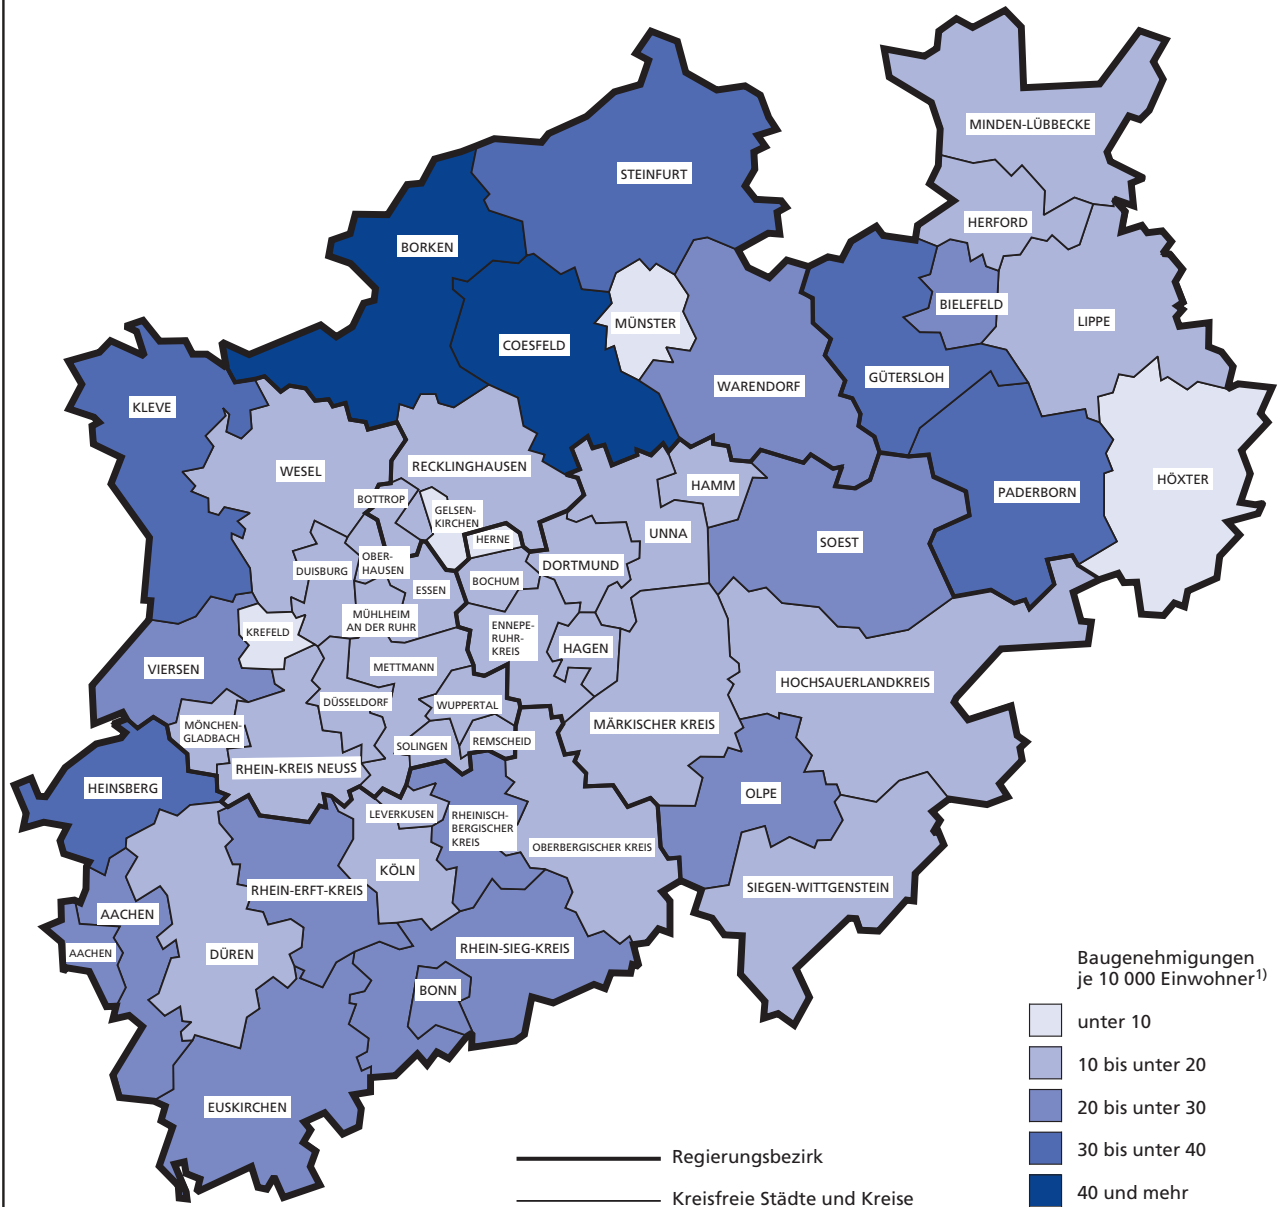 MINDEN-LÜBBECKE
STEINFURT
HERFORD
BORKEN
BIELEFELD
MÜNSTER
LIPPE
COESFELD
GÜTERSLOH
WARENDORF
KLEVE
RECKLINGHAUSEN
WESEL
HÖXTER
HAMM
PADERBORN
BOTTROP
GELSEN-
KIRCHEN
UNNA
HERNE
SOEST
OBER-
HAUSEN
DORTMUND
DUISBURG
BOCHUM
ESSEN
MÜHLHEIM
AN DER RUHR
KREFELD
ENNEPE-
RUHR-
KREIS
HAGEN
METTMANN
VIERSEN
HOCHSAUERLANDKREIS
DÜSSELDORF
WUPPERTAL
MÄRKISCHER KREIS
MÖNCHEN-
GLADBACH
SOLINGEN
REMSCHEID
RHEIN-KREIS NEUSS
HEINSBERG
OLPE
LEVERKUSEN
RHEINISCH-
BERGISCHER
KREIS
OBERBERGISCHER KREIS
KÖLN
RHEIN-ERFT-KREIS
SIEGEN-WITTGENSTEIN
AACHEN
AACHEN
DÜREN
RHEIN-SIEG-KREIS
BONN
EUSKIRCHEN
Baugenehmigungen
je 10 000 Einwohner1)
unter 10
10 bis unter 20
20 bis unter 30
30 bis unter 40
40 und mehr
Regierungsbezirk
Kreisfreie Städte und Kreise